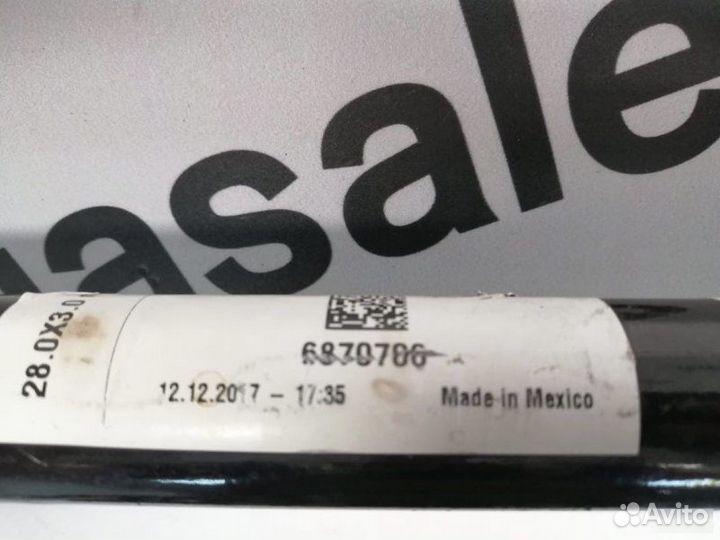 asale
28.0X3.0
6870706
12.12.2017 - 17:35
Made in Mexico
Avito